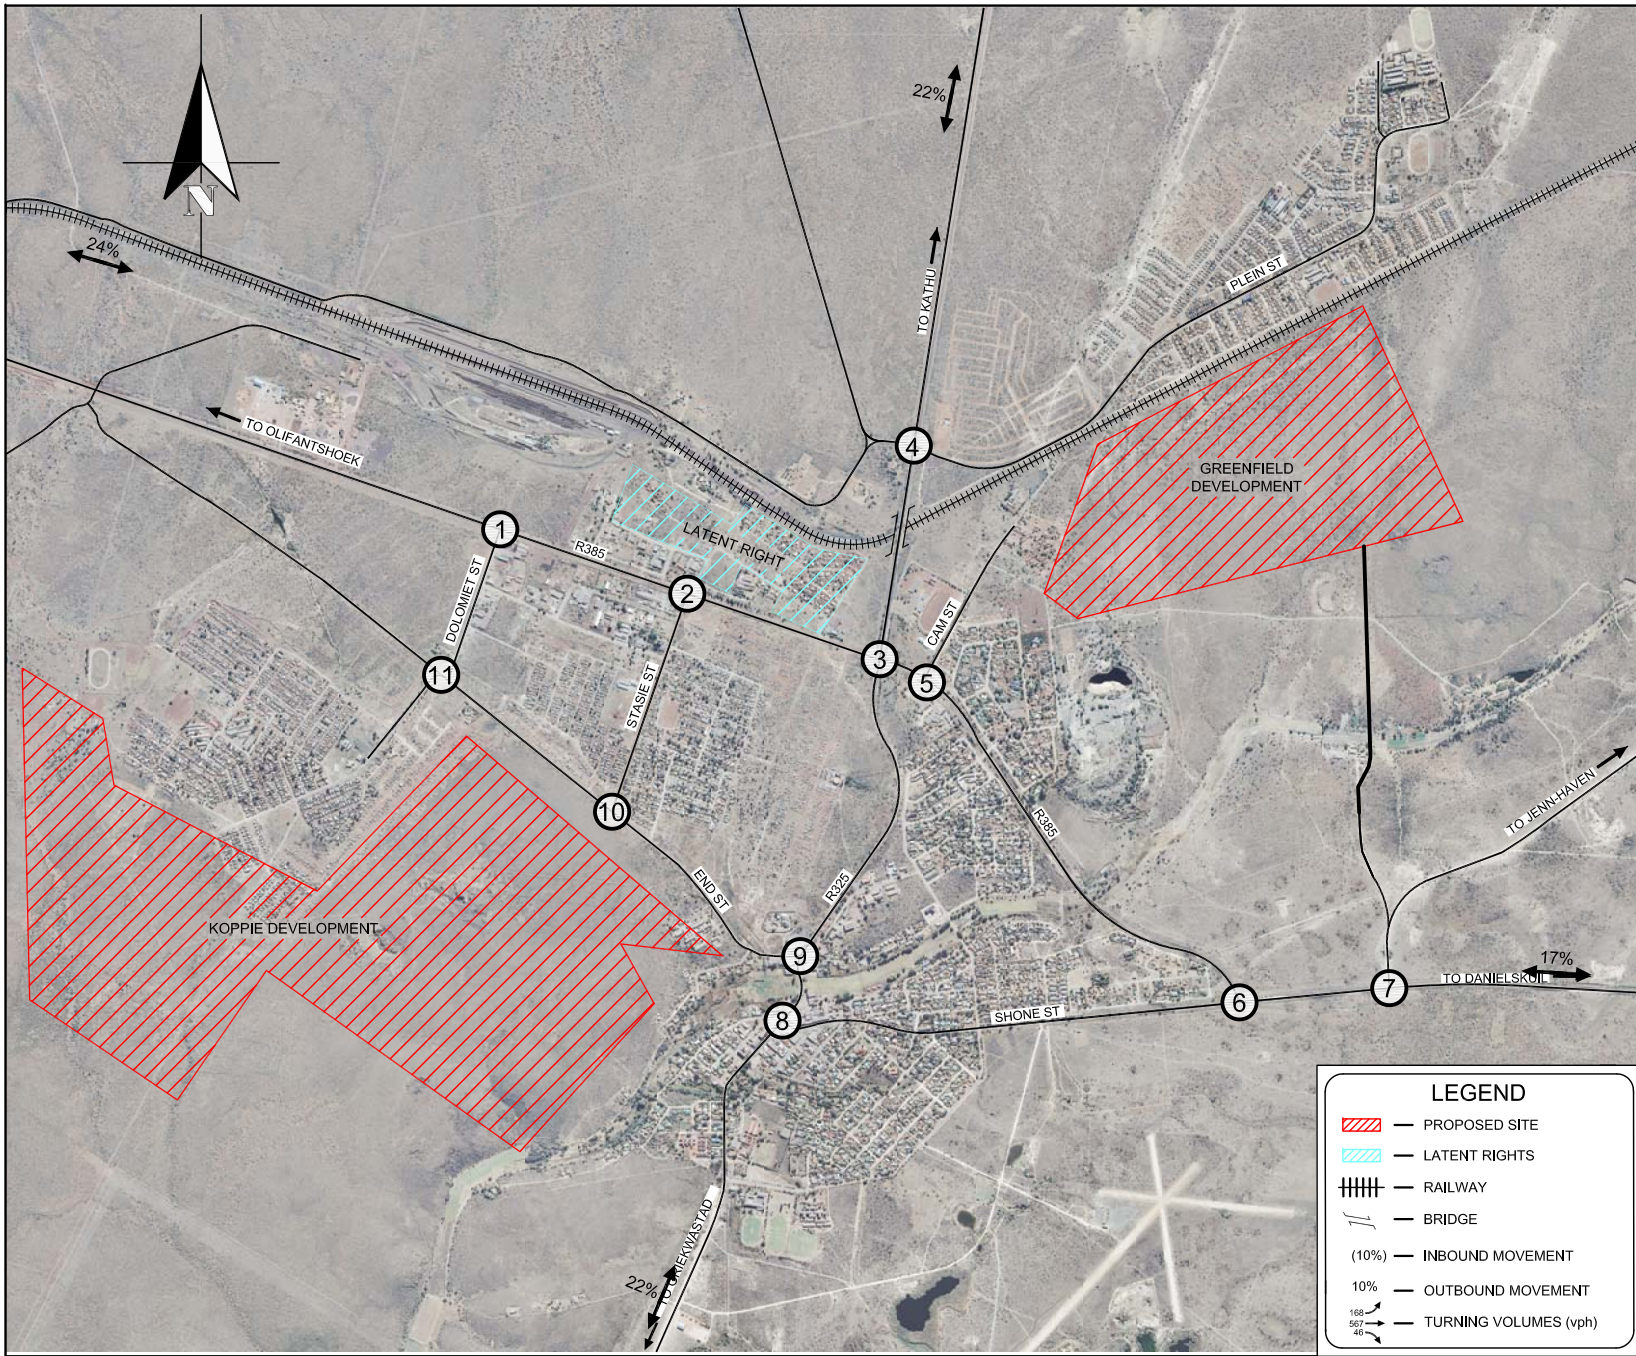 N
22%
24%
TO KATHU
PLEIN ST
TO OLIFANTSHOEK
4
GREENFIELD
DEVELOPMENT
1
R385
LATENT RIGHT
DOLOMIET ST
2
CAM ST
3
5
11
STASIE ST
10
R385
TO JENN-HAVEN
END ST
R325
KOPPIE DEVELOPMENT
9
17%
TO DANIELSKUIL
7
6
SHONE ST
8
TO GRIEKWASTAD
22%
LEGEND
PROPOSED SITE
LATENT RIGHTS
RAILWAY
BRIDGE
(10%) INBOUND MOVEMENT
10% OUTBOUND MOVEMENT
168
567 TURNING VOLUMES (vph)
46